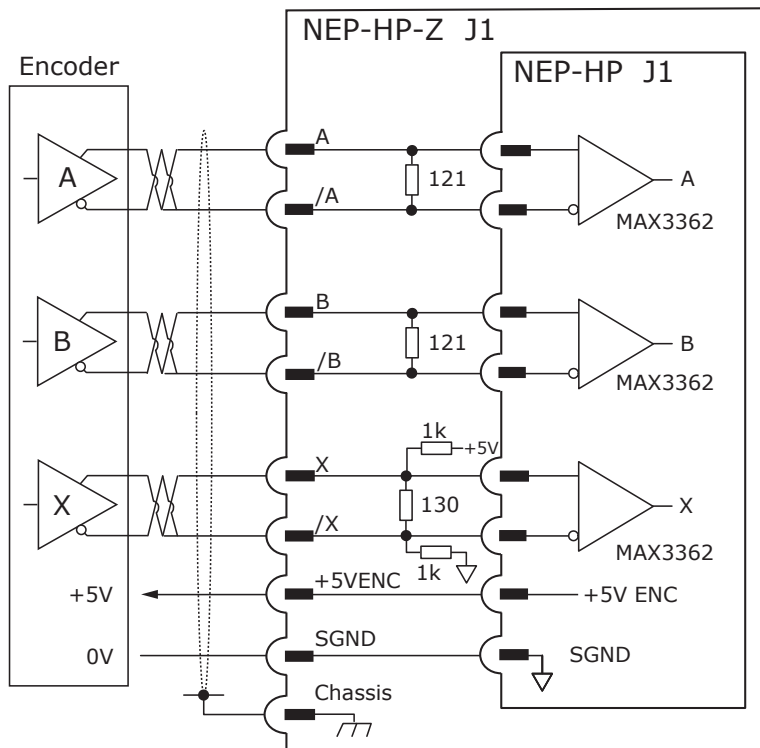 NEP-HP-Z J1
Encoder
NEP-HP J1
A
A
/A
121
A
MAX3362
B
B
/B
121
B
MAX3362
1k
+5V
X
X
/X
130
X
MAX3362
1k
+5V
+5VENC
+5V ENC
0V
SGND
SGND
Chassis